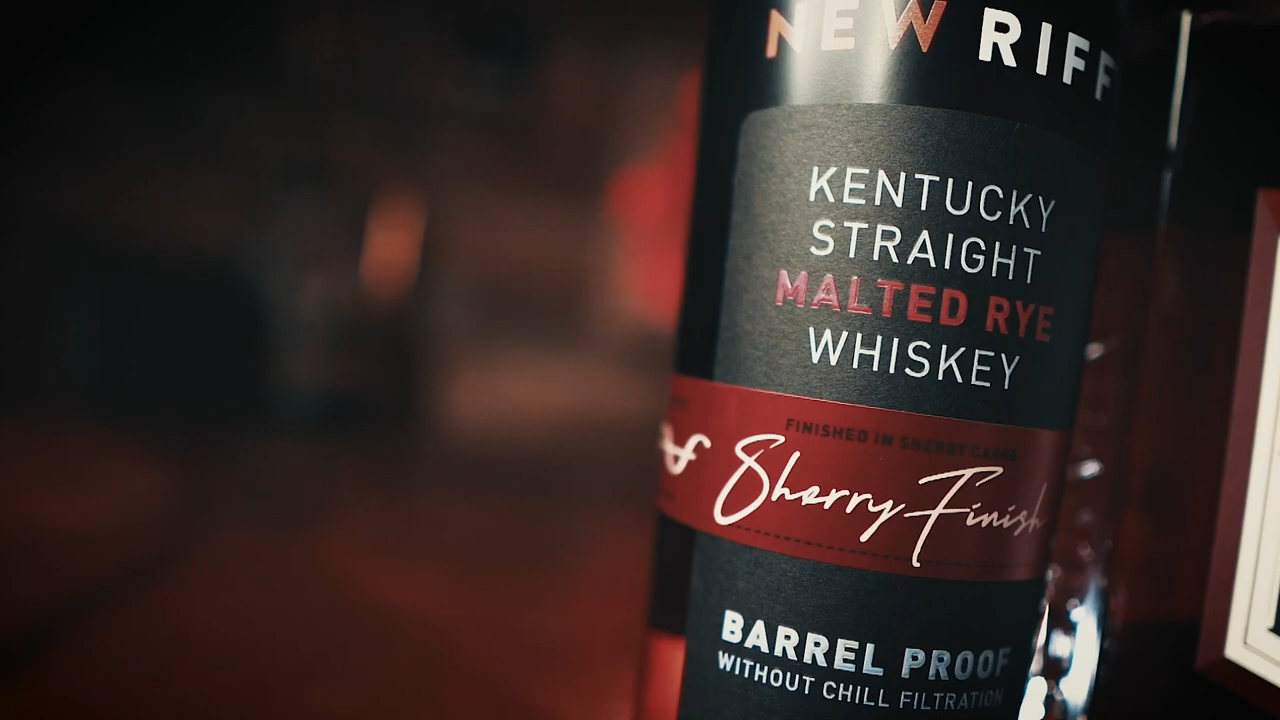 NEW RIFF
KENTUCKY
STRAIGHT
MALTED RYE
WHISKEY
FINISHED IN SHERRY CASKS
Sherry Finish
BARREL PROOF
WITHOUT CHILL FILTRATION